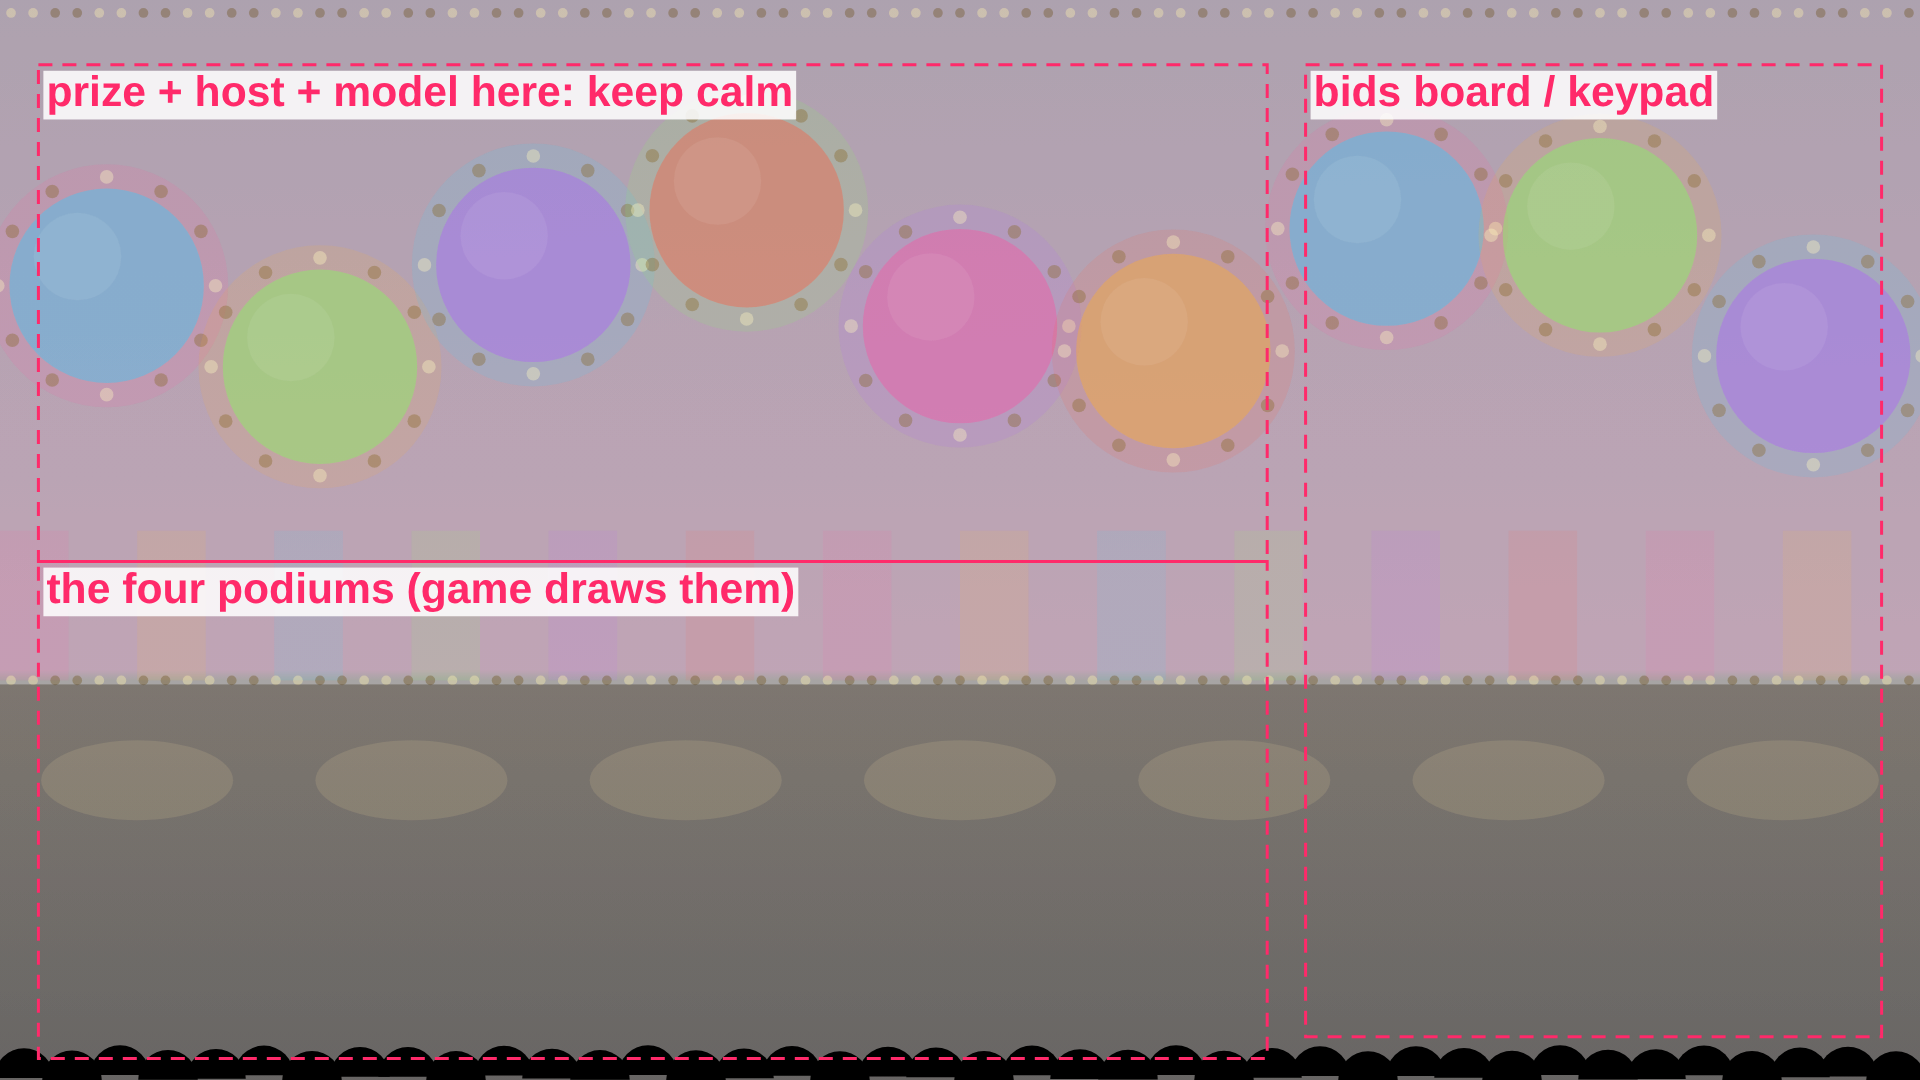 prize + host + model here: keep calm
bids board / keypad
the four podiums (game draws them)